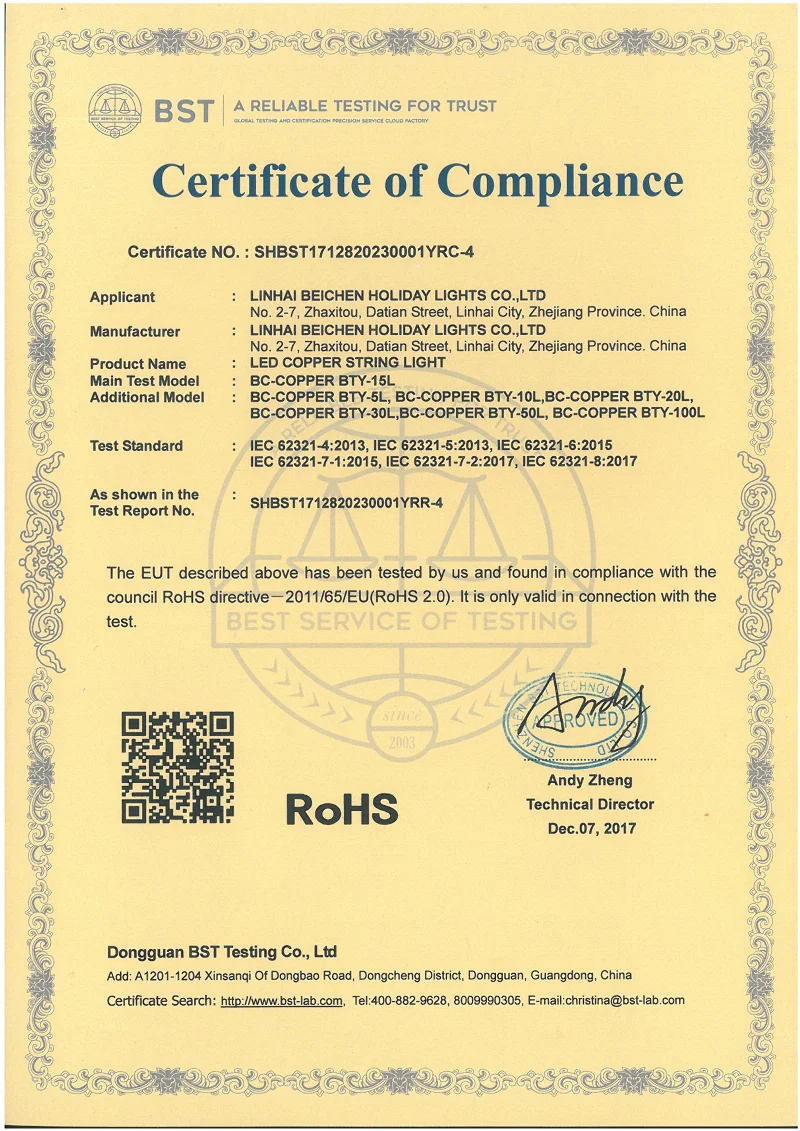 BEST SERVICE OF TESTING
BST
A RELIABLE TESTING FOR TRUST
GLOBAL TESTING AND CERTIFICATION PRECISION SERVICE CLOUD FACTORY
Certificate of Compliance
Certificate NO. : SHBST1712820230001YRC-4
Applicant : LINHAI BEICHEN HOLIDAY LIGHTS CO.,LTD
No. 2-7, Zhaxitou, Datian Street, Linhai City, Zhejiang Province. China
Manufacturer : LINHAI BEICHEN HOLIDAY LIGHTS CO.,LTD
No. 2-7, Zhaxitou, Datian Street, Linhai City, Zhejiang Province. China
Product Name : LED COPPER STRING LIGHT
Main Test Model : BC-COPPER BTY-15L
Additional Model : BC-COPPER BTY-5L, BC-COPPER BTY-10L,BC-COPPER BTY-20L,
BC-COPPER BTY-30L,BC-COPPER BTY-50L, BC-COPPER BTY-100L
Test Standard : IEC 62321-4:2013, IEC 62321-5:2013, IEC 62321-6:2015
IEC 62321-7-1:2015, IEC 62321-7-2:2017, IEC 62321-8:2017
As shown in the
Test Report No. : SHBST1712820230001YRR-4
The EUT described above has been tested by us and found in compliance with the
council RoHS directive—2011/65/EU(RoHS 2.0). It is only valid in connection with the
test.
BEST SERVICE OF TESTING
since
2003
APPROVED
RoHS
Andy Zheng
Technical Director
Dec.07, 2017
Dongguan BST Testing Co., Ltd
Add: A1201-1204 Xinsanqi Of Dongbao Road, Dongcheng District, Dongguan, Guangdong, China
Certificate Search: http://www.bst-lab.com, Tel:400-882-9628, 8009990305, E-mail:christina@bst-lab.com